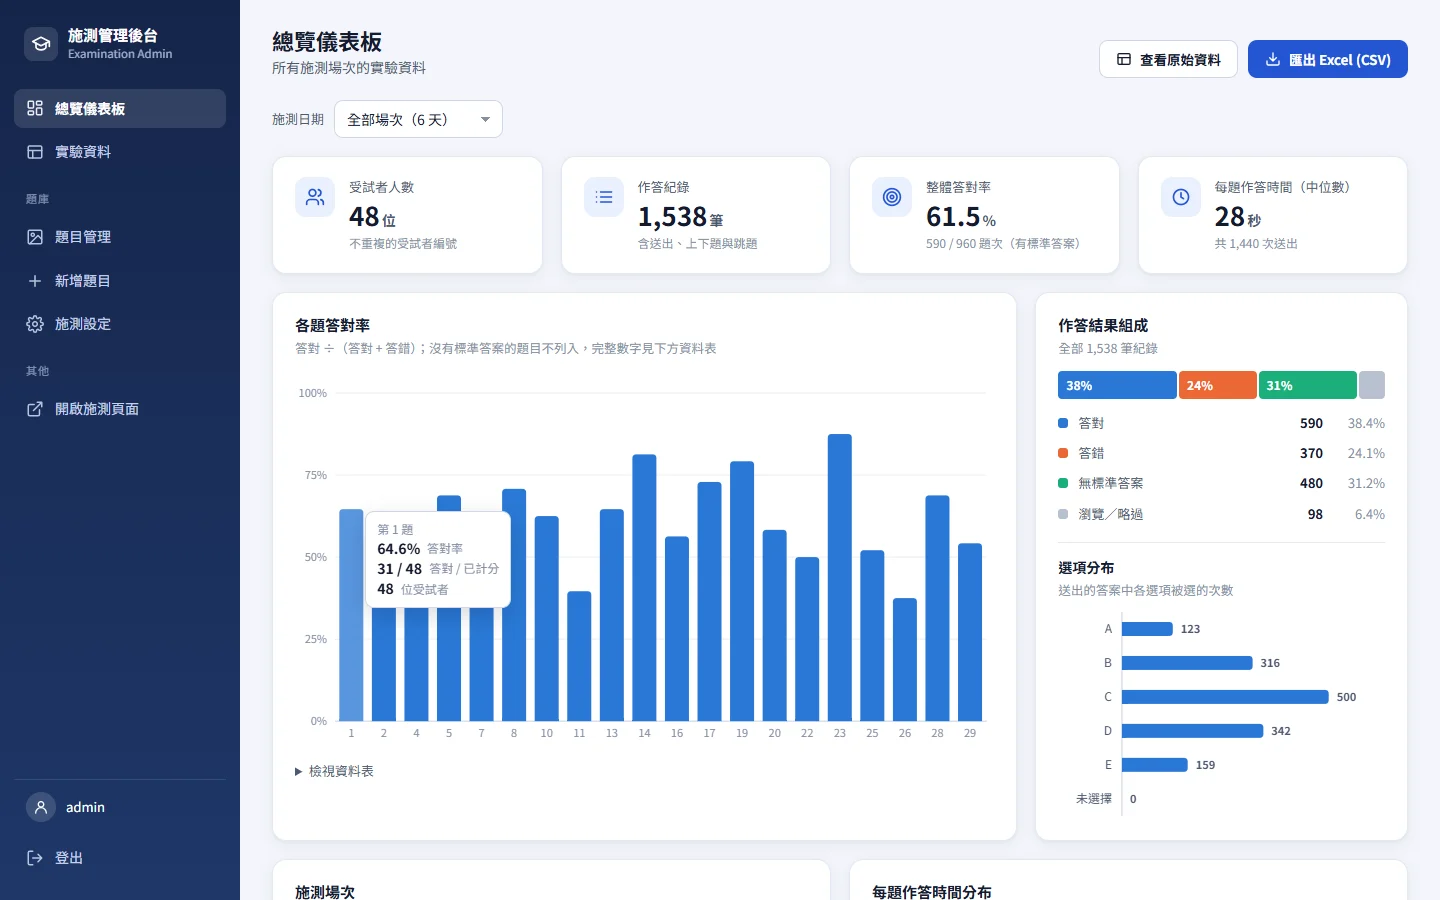 施測管理後台
Examination Admin
總覽儀表板
實驗資料
題庫
題目管理
新增題目
施測設定
其他
開啟施測頁面
admin
登出
總覽儀表板
所有施測場次的實驗資料
查看原始資料
匯出 Excel (CSV)
施測日期
全部場次（6 天）
受試者人數
48 位
不重複的受試者編號
作答紀錄
1,538 筆
含送出、上下題與跳題
整體答對率
61.5 %
590 / 960 題次（有標準答案）
每題作答時間（中位數）
28 秒
共 1,440 次送出
各題答對率
答對 ÷（答對 + 答錯）；沒有標準答案的題目不列入，完整數字見下方資料表
100%
75%
50%
25%
0%
第 1 題
64.6% 答對率
31 / 48 答對 / 已計分
48 位受試者
1 2 4 5 7 8 10 11 13 14 16 17 19 20 22 23 25 26 28 29
檢視資料表
作答結果組成
全部 1,538 筆紀錄
38% 24% 31%
答對 590 38.4%
答錯 370 24.1%
無標準答案 480 31.2%
瀏覽／略過 98 6.4%
選項分布
送出的答案中各選項被選的次數
A 123
B 316
C 500
D 342
E 159
未選擇 0
施測場次
每題作答時間分布